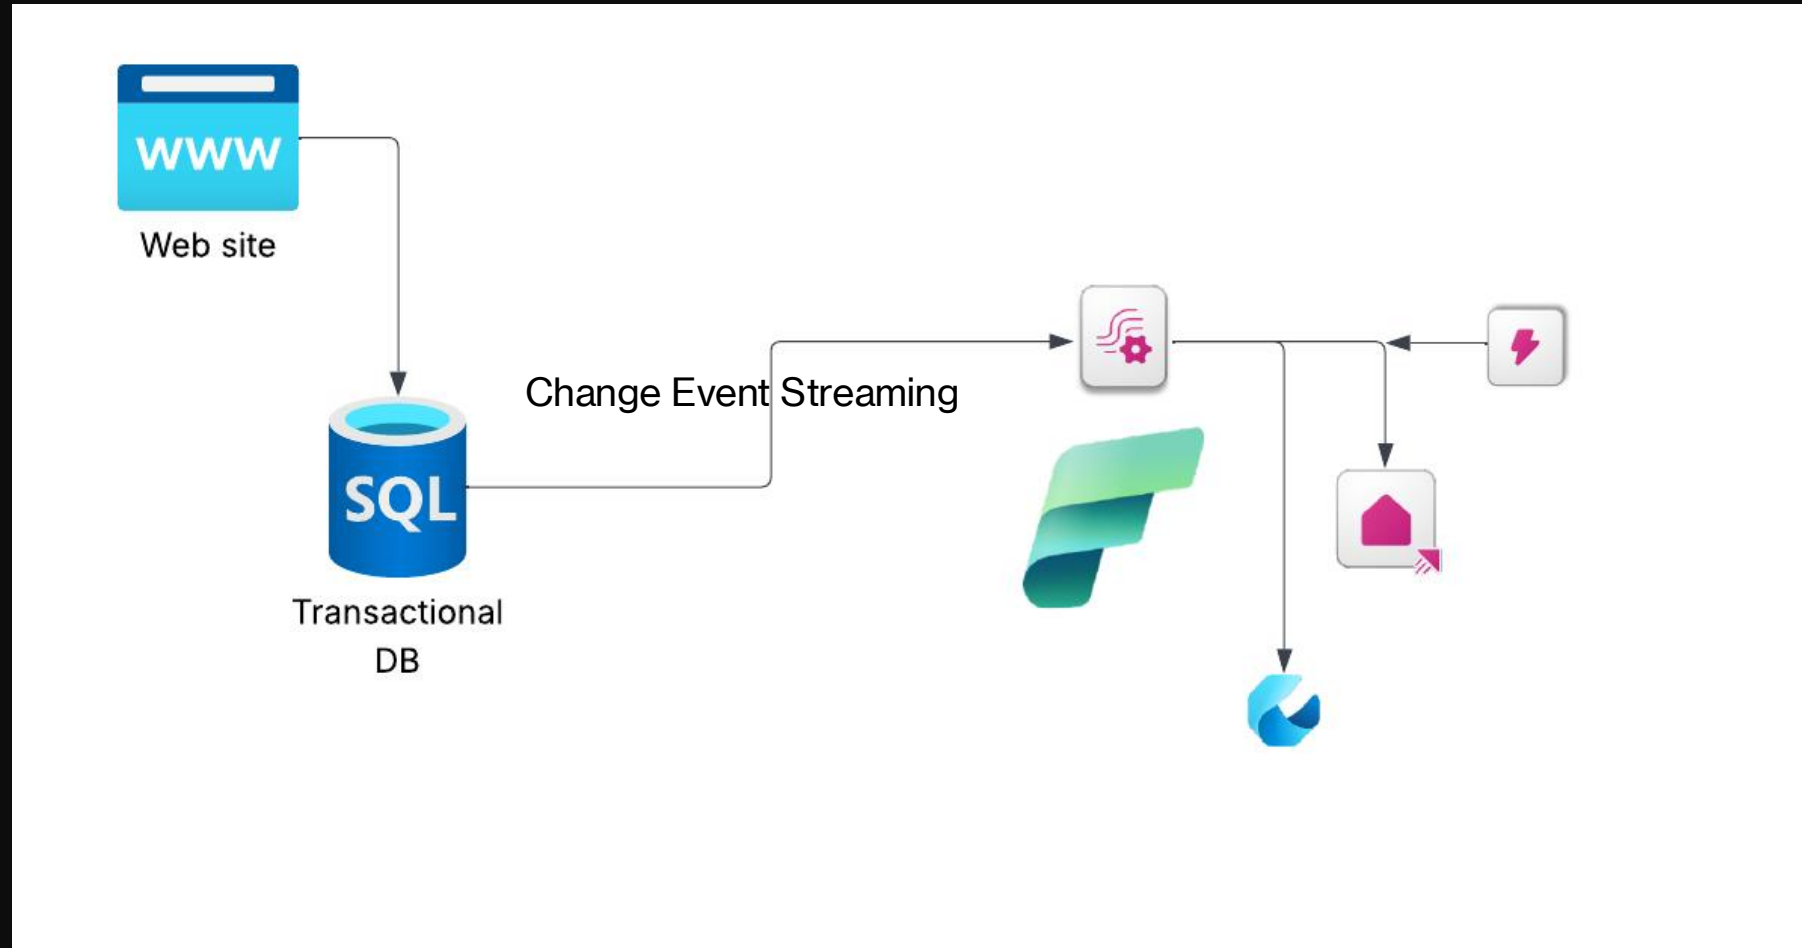 www
Web site
Change Event Streaming
SQL
Transactional
DB